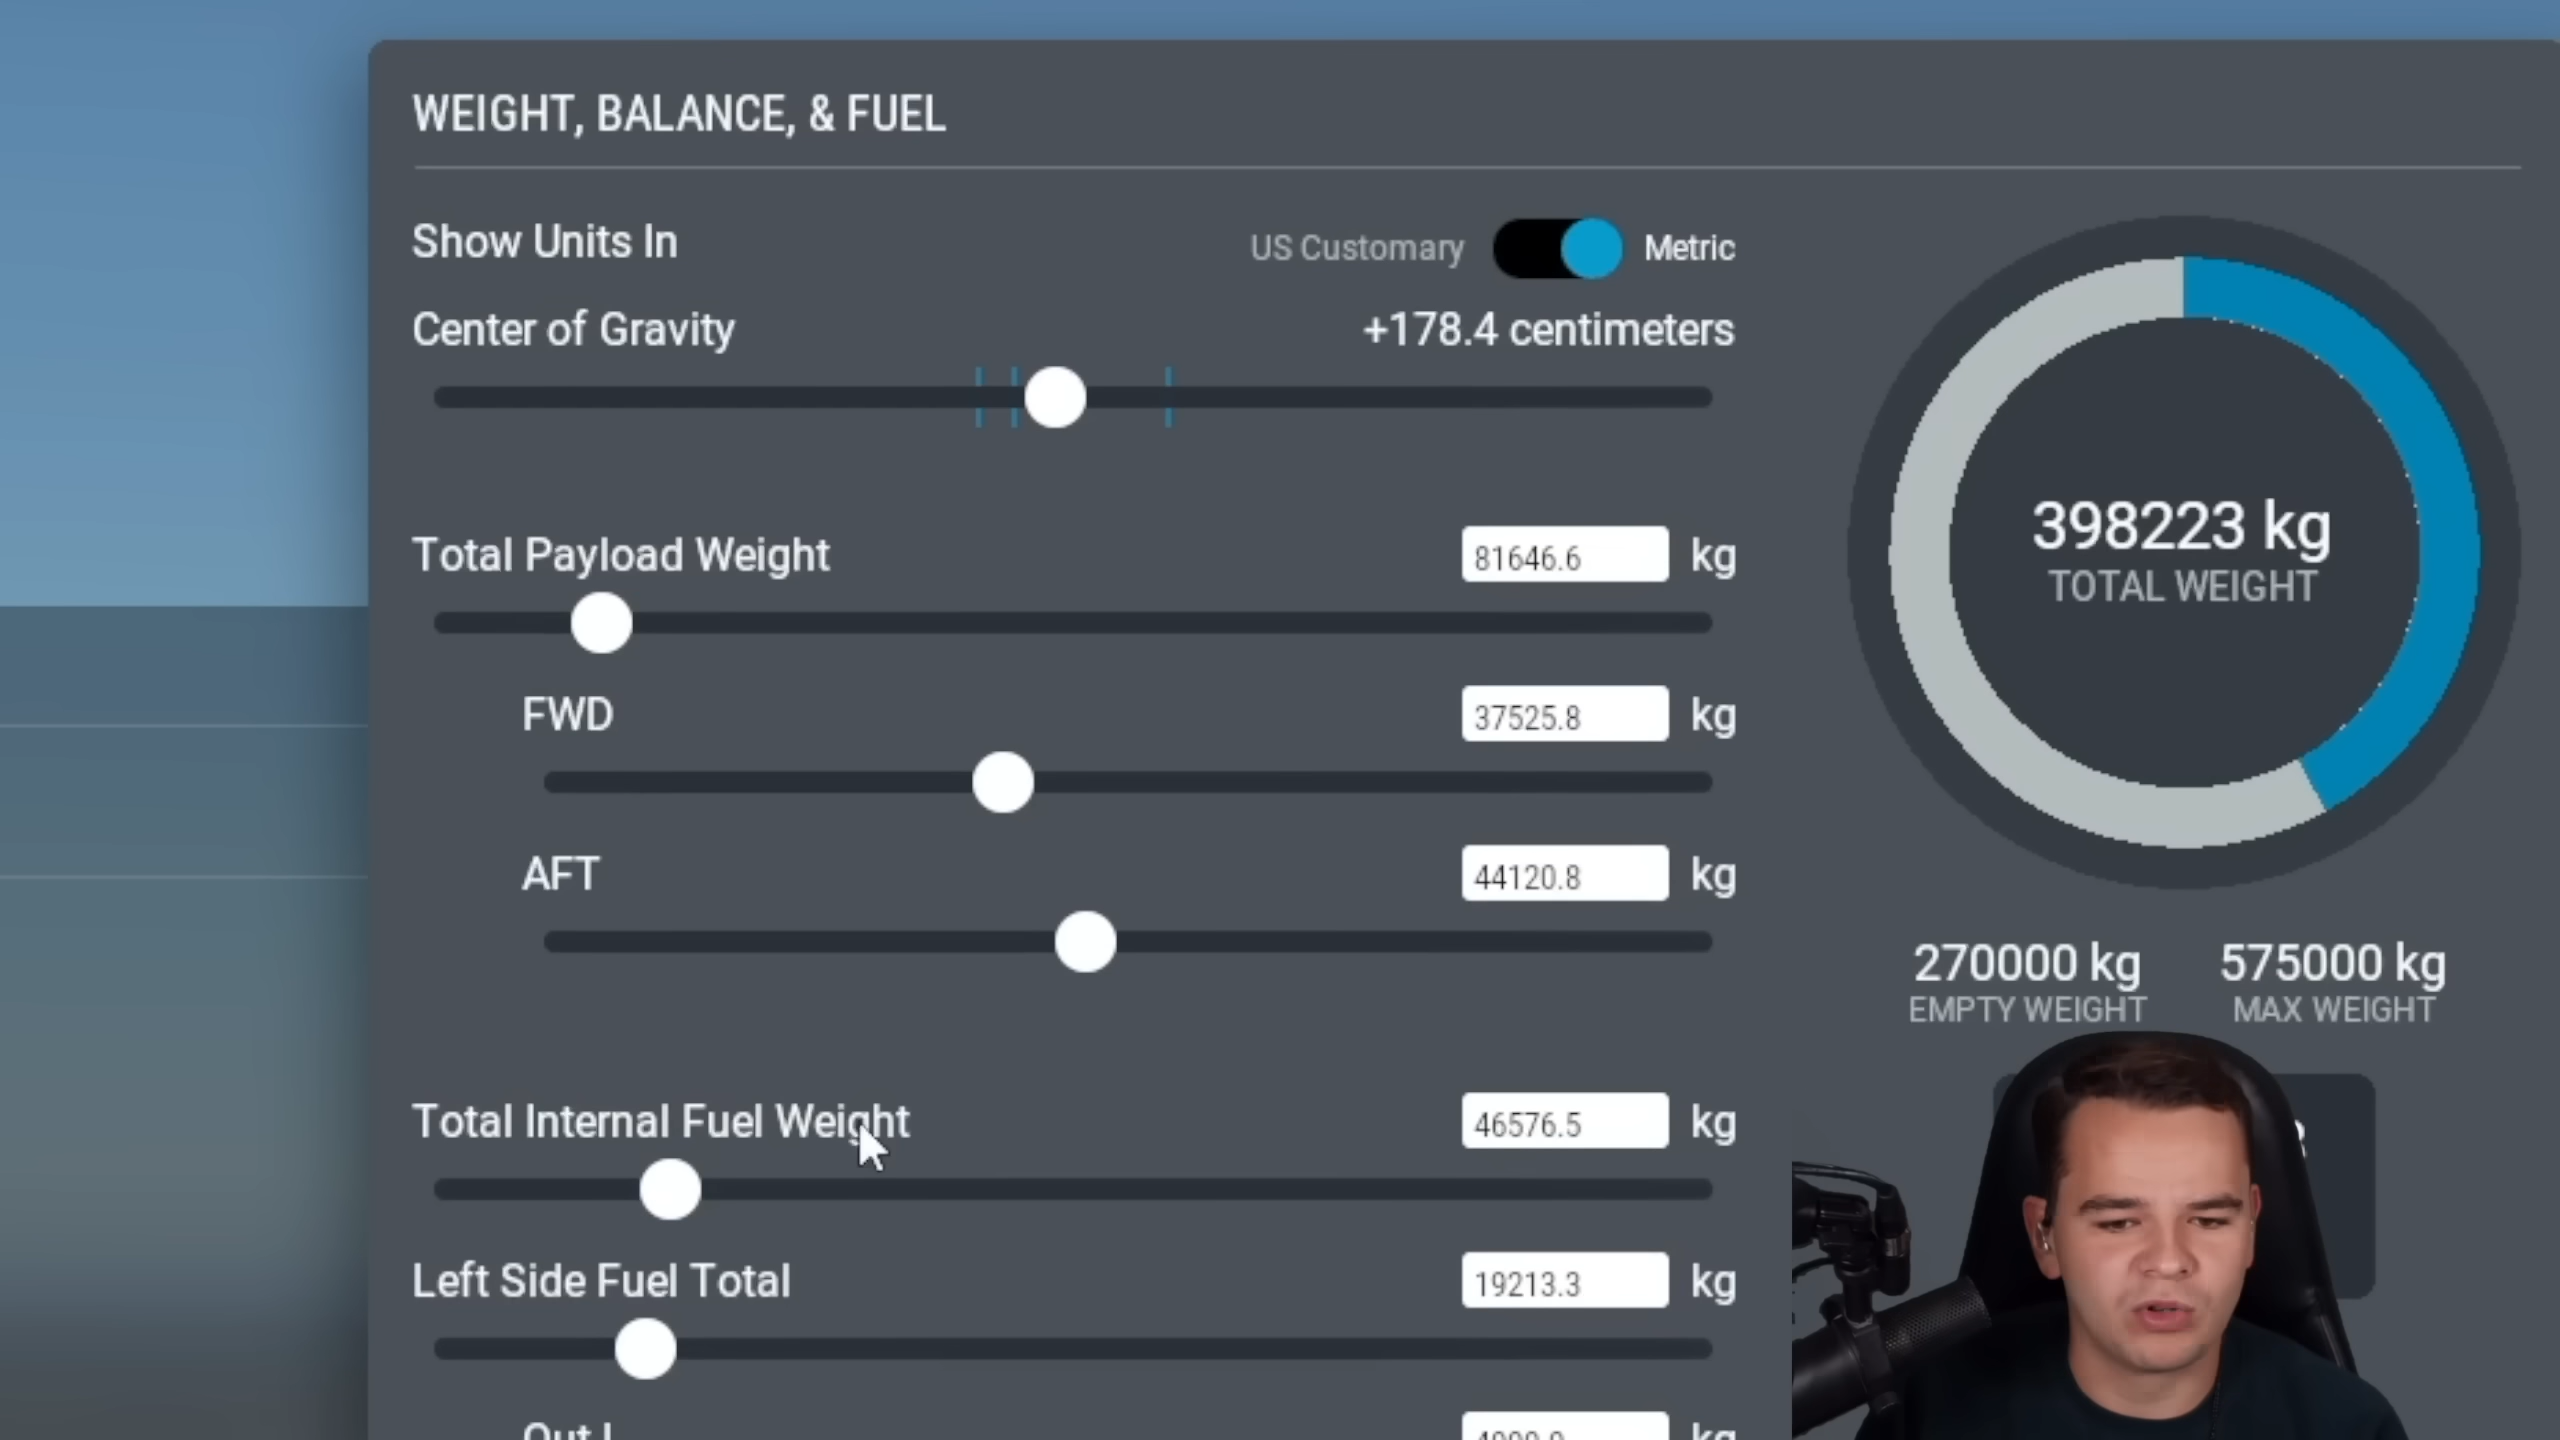 WEIGHT, BALANCE, & FUEL
Show Units In
US Customary
Metric
Center of Gravity
+178.4 centimeters
Total Payload Weight
81646.6 kg
FWD
37525.8 kg
AFT
44120.8 kg
Total Internal Fuel Weight
46576.5 kg
Left Side Fuel Total
19213.3 kg
398223 kg
TOTAL WEIGHT
270000 kg
EMPTY WEIGHT
575000 kg
MAX WEIGHT